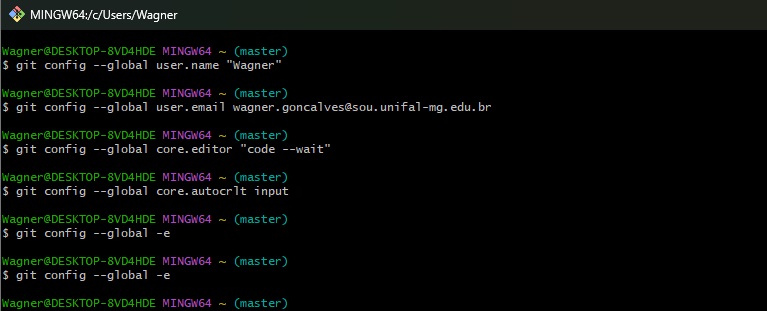 MINGW64:/c/Users/Wagner
Wagner@DESKTOP-8VD4HDE MINGW64 ~ (master)
$ git config --global user.name "Wagner"
Wagner@DESKTOP-8VD4HDE MINGW64 ~ (master)
$ git config --global user.email wagner.goncalves@sou.unifal-mg.edu.br
Wagner@DESKTOP-8VD4HDE MINGW64 ~ (master)
$ git config --global core.editor "code --wait"
Wagner@DESKTOP-8VD4HDE MINGW64 ~ (master)
$ git config --global core.autocrlt input
Wagner@DESKTOP-8VD4HDE MINGW64 ~ (master)
$ git config --global -e
Wagner@DESKTOP-8VD4HDE MINGW64 ~ (master)
$ git config --global -e
Wagner@DESKTOP-8VD4HDE MINGW64 ~ (master)